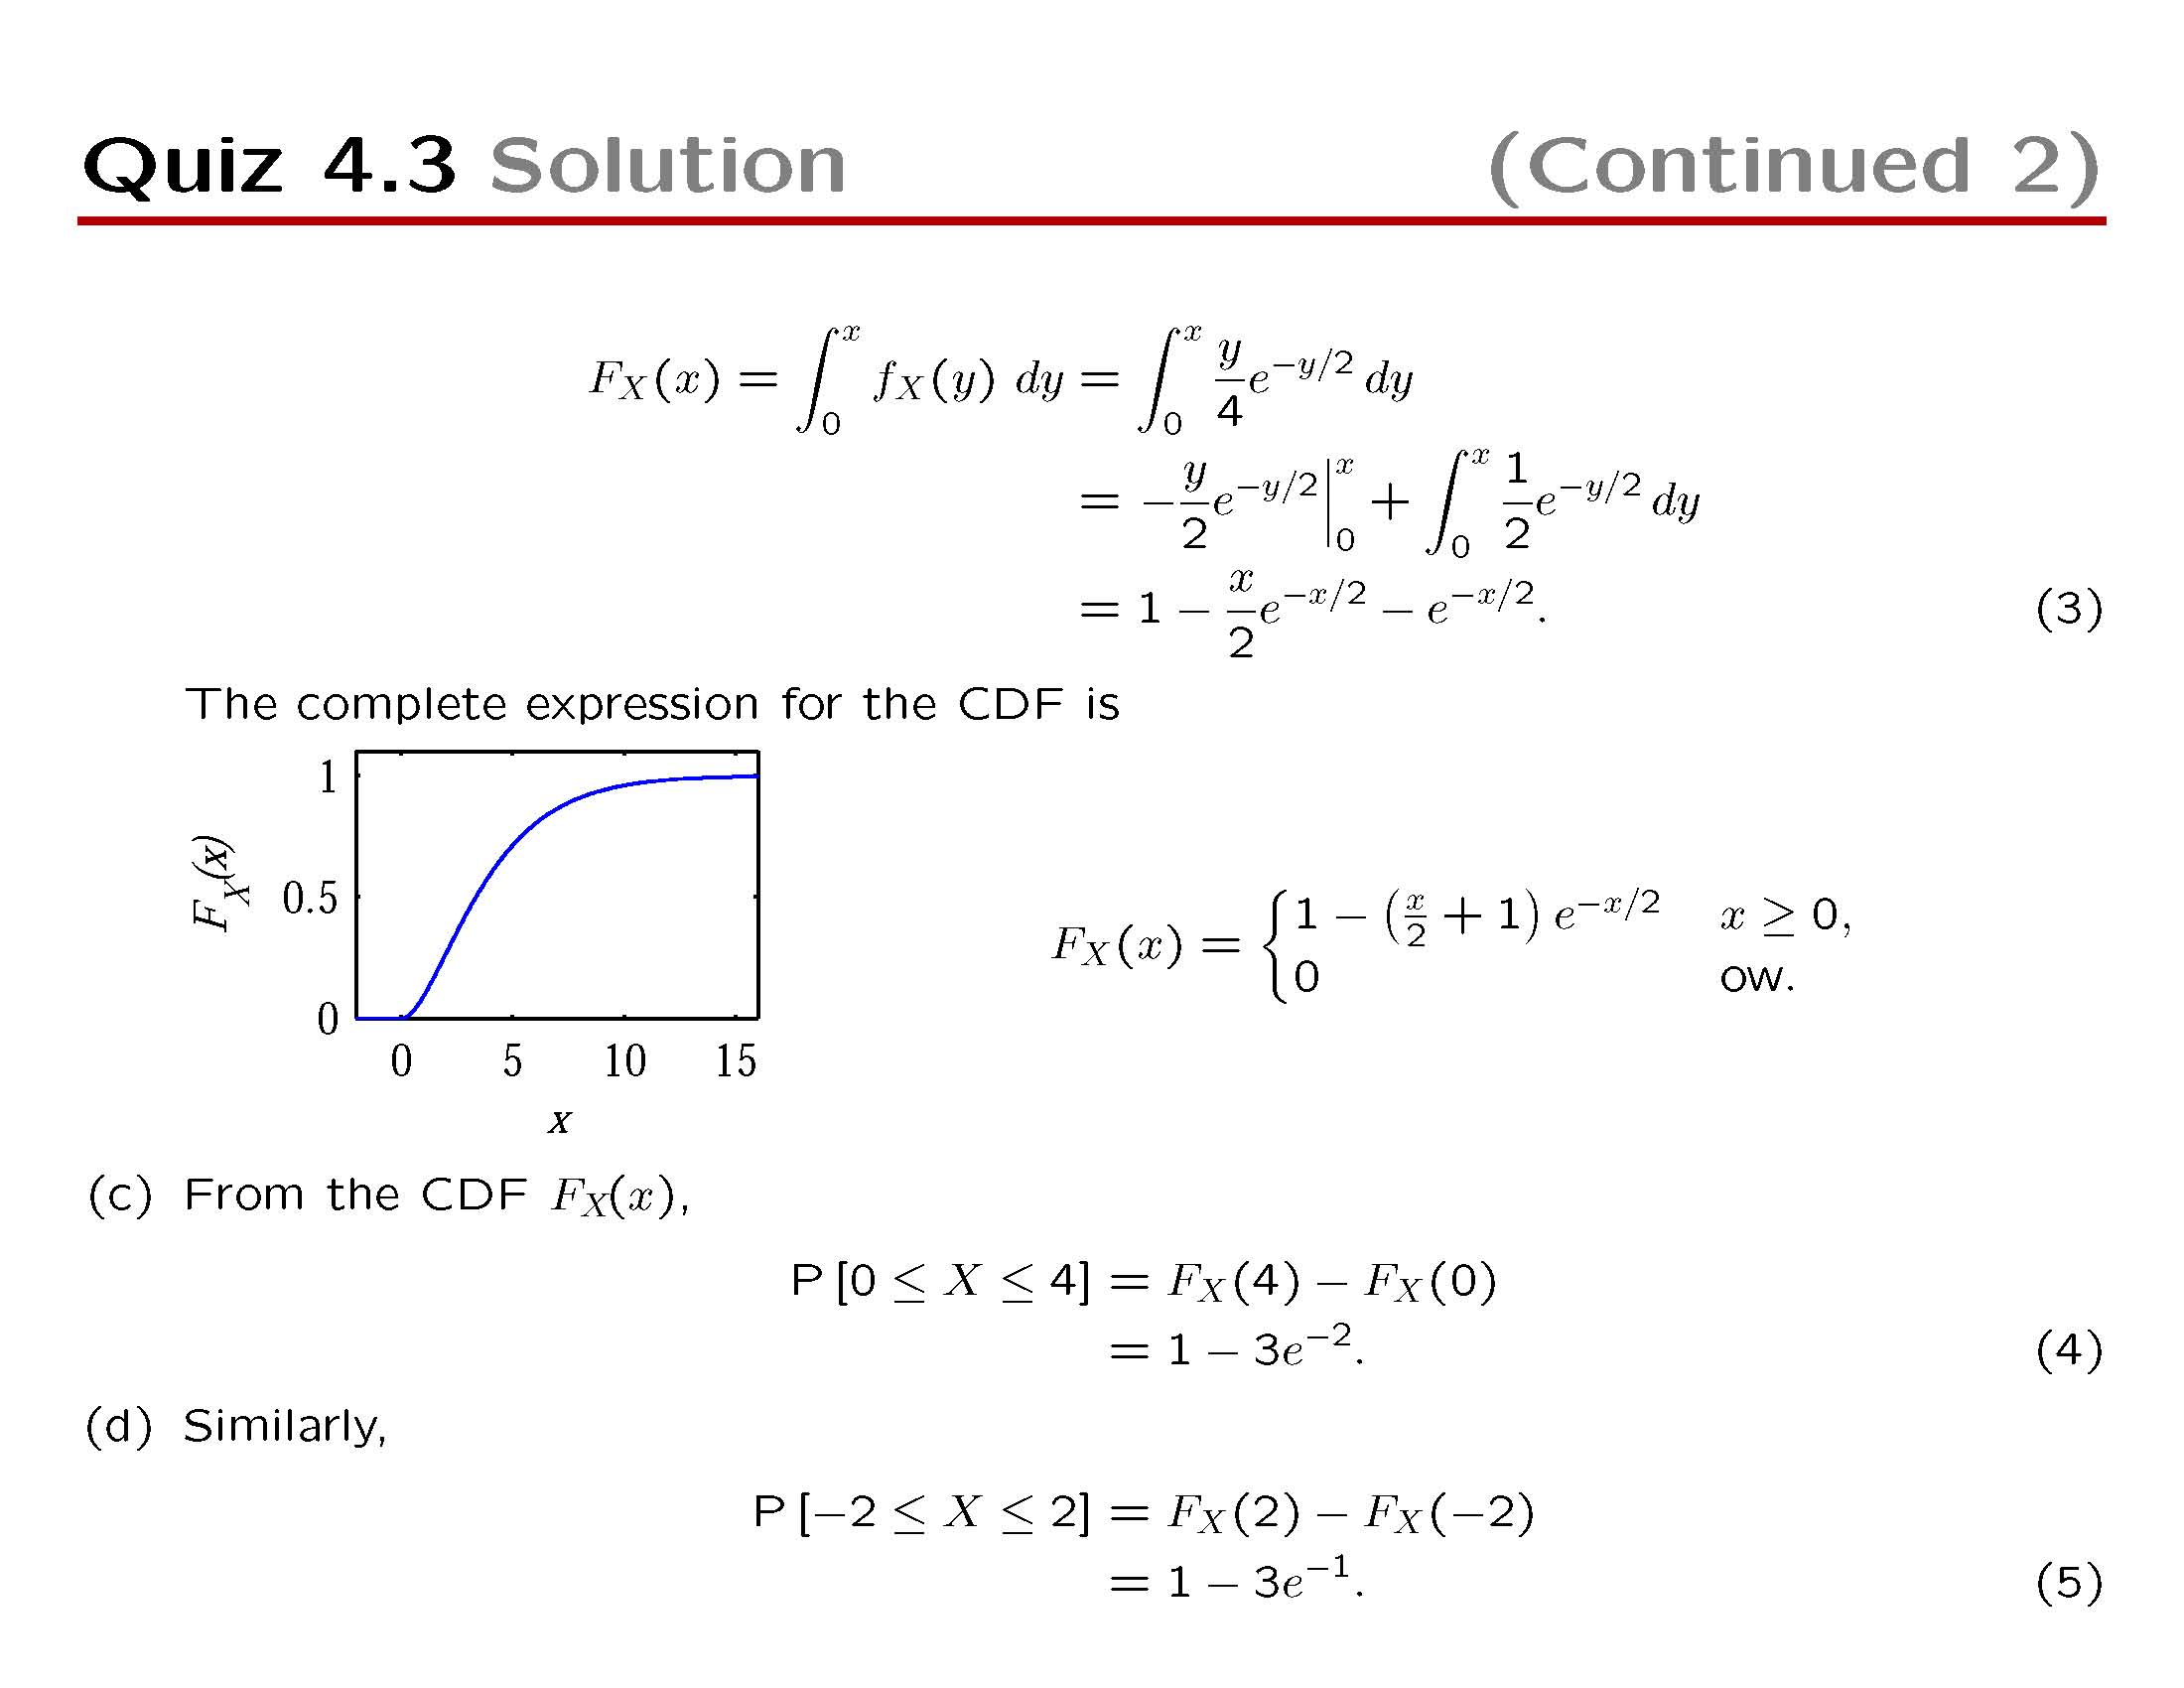 Quiz 4.3 Solution (Continued 2)
F_X(x) = ∫_0^x f_X(y) dy = ∫_0^x y/4 e^{−y/2} dy
= −y/2 e^{−y/2} |_0^x + ∫_0^x 1/2 e^{−y/2} dy
= 1 − x/2 e^{−x/2} − e^{−x/2}. (3)
The complete expression for the CDF is
1
0.5
0
F_X(x)
0 5 10 15
x
F_X(x) = { 1 − (x/2 + 1) e^{−x/2} x ≥ 0,
0 ow.
(c) From the CDF F_X(x),
P [0 ≤ X ≤ 4] = F_X(4) − F_X(0)
= 1 − 3e^{−2}. (4)
(d) Similarly,
P [−2 ≤ X ≤ 2] = F_X(2) − F_X(−2)
= 1 − 3e^{−1}. (5)